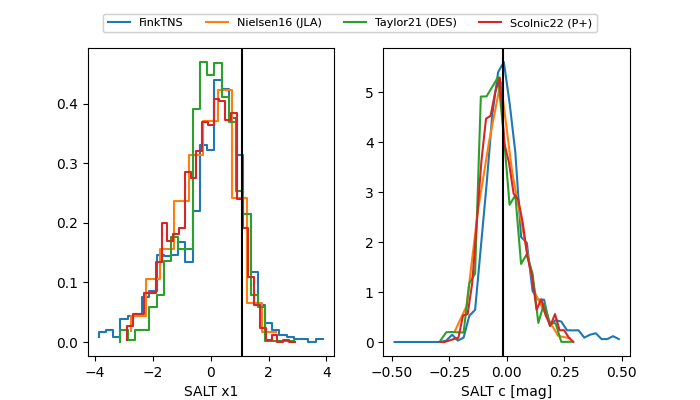 FinkTNS Nielsen16 (JLA) Taylor21 (DES) Scolnic22 (P+)
0.4
0.3
0.2
0.1
0.0
−4 −2 0 2 4
SALT x1
5
4
3
2
1
0
−0.50 −0.25 0.00 0.25 0.50
SALT c [mag]